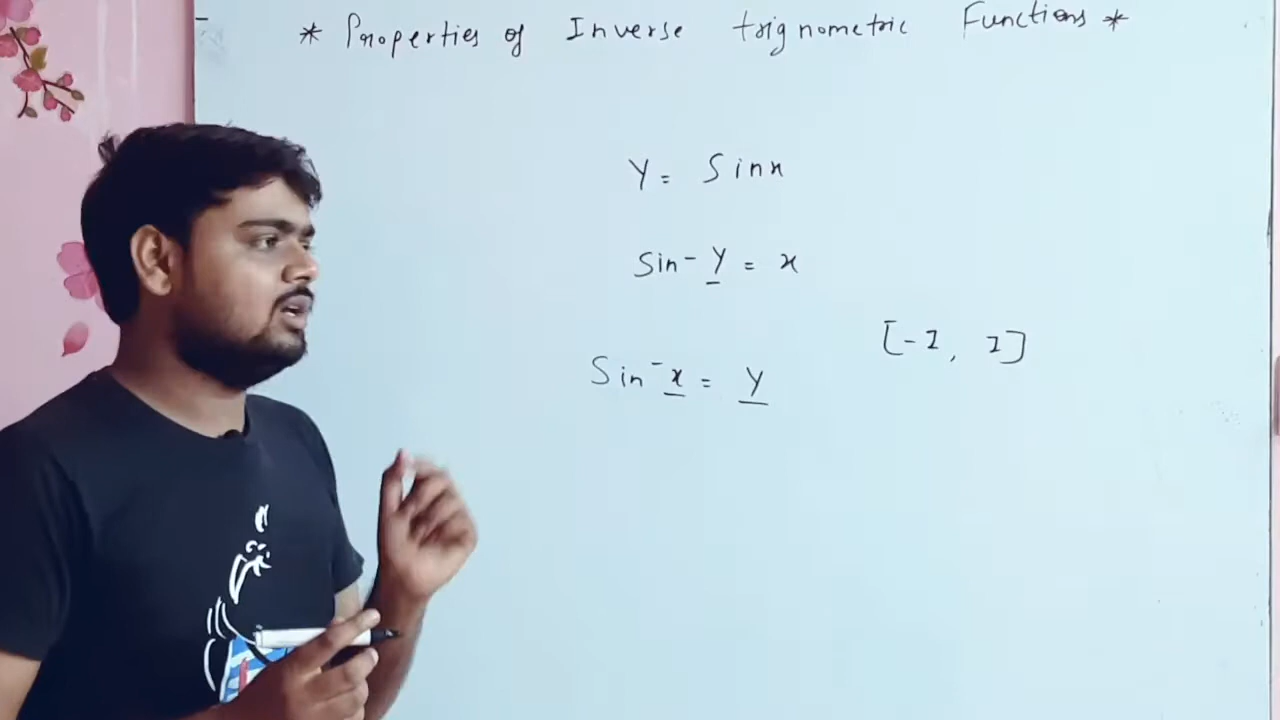 * Properties of Inverse trignometric Functions *
Y = Sinx
Sin⁻ y = x
[-1, 1]
Sin⁻x = y